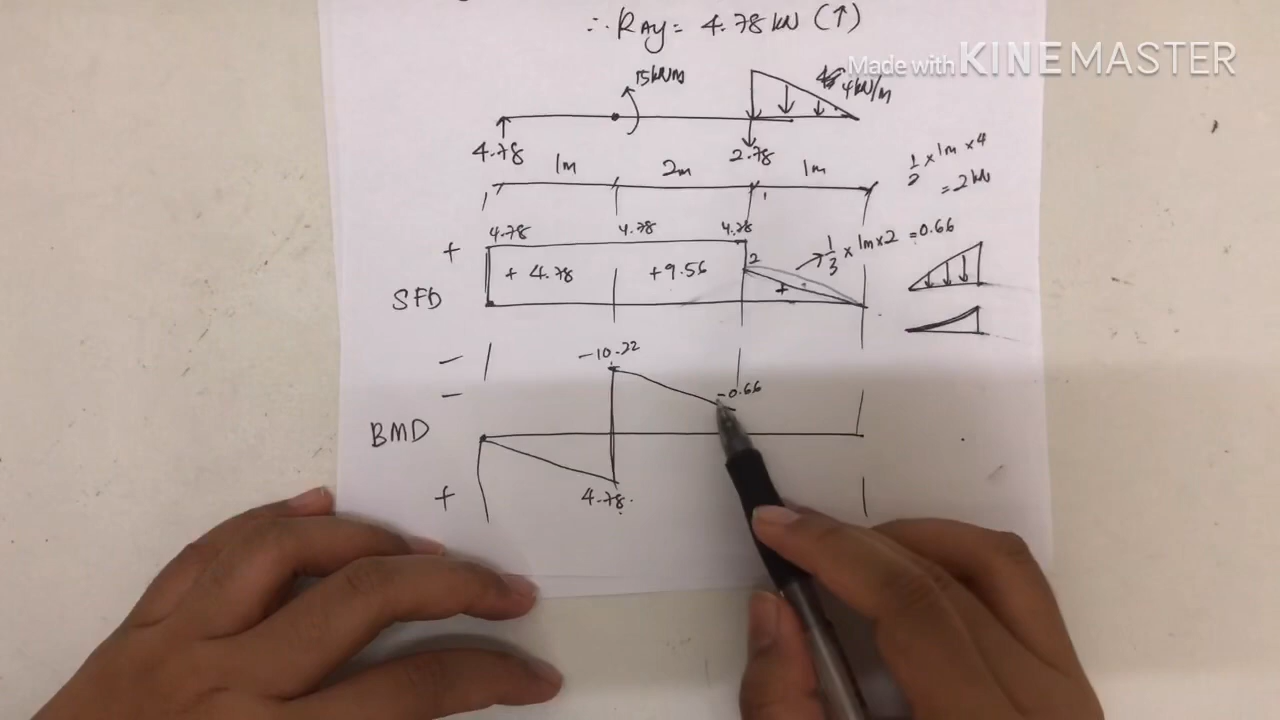 ∴ RAy = 4.78 kN (↑)
Made with KINEMASTER
15kNm
4kN/m
4.78
2.78
1m
2m
1m
½ × 1m × 4
= 2kN
4.78
4.78
4.78
+
+ 4.78
+9.56
2
+
⅓ × 1m × 2 = 0.66
SFD
−
-10.22
−
-0.66
BMD
+
4.78